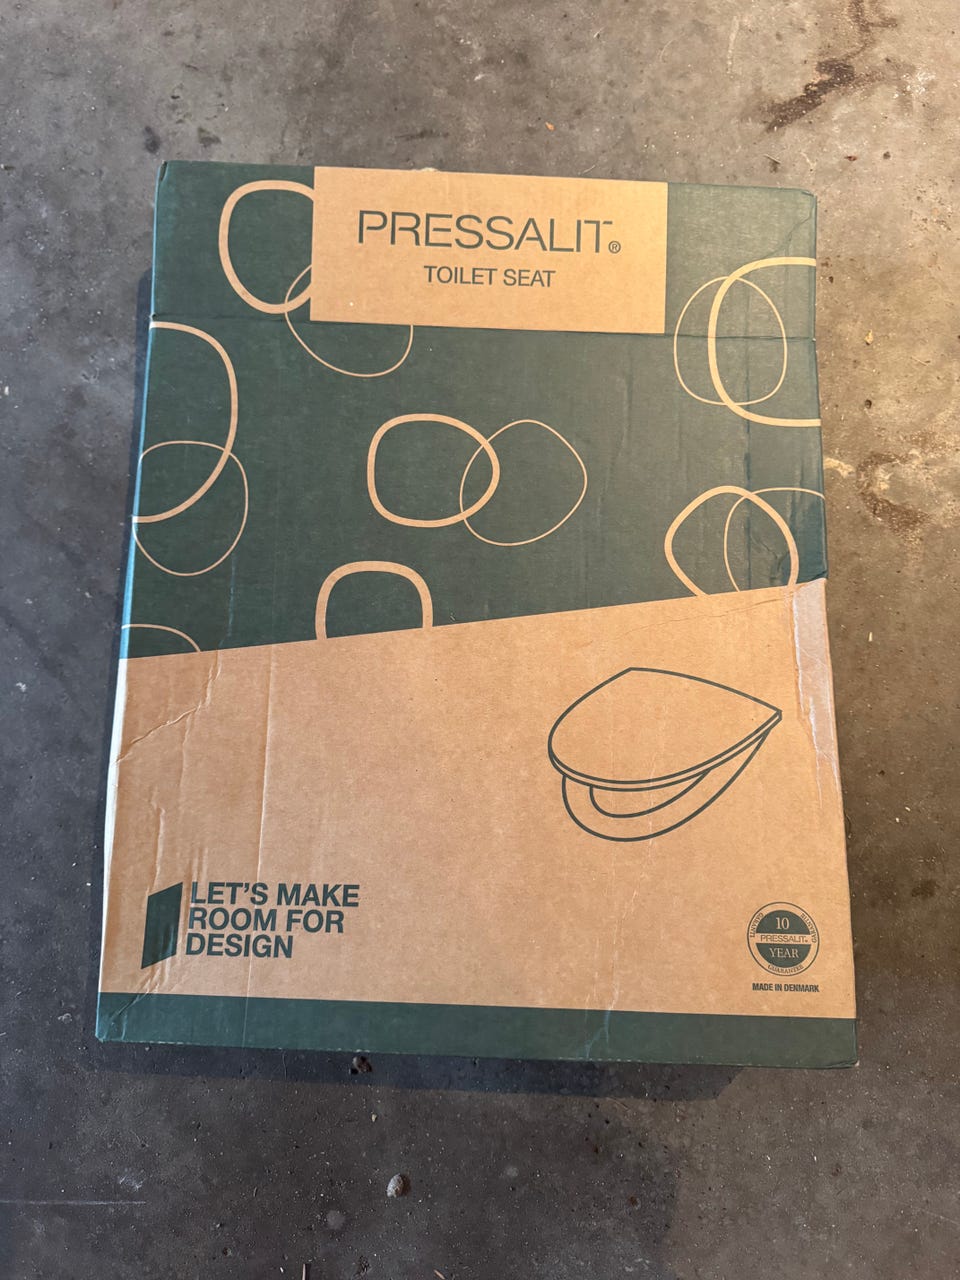 PRESSALIT®
TOILET SEAT
LET'S MAKE
ROOM FOR
DESIGN
10
PRESSALIT®
YEAR
GUARANTEE
MADE IN DENMARK